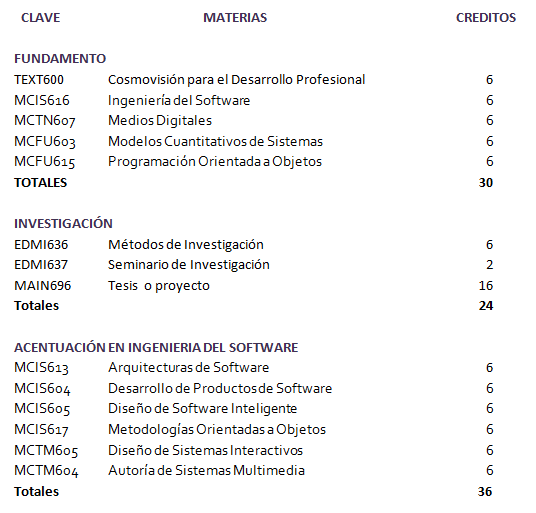 CLAVE MATERIAS CREDITOS
FUNDAMENTO
TEXT600 Cosmovisión para el Desarrollo Profesional 6
MCIS616 Ingeniería del Software 6
MCTN607 Medios Digitales 6
MCFU603 Modelos Cuantitativos de Sistemas 6
MCFU615 Programación Orientada a Objetos 6
TOTALES 30
INVESTIGACIÓN
EDMI636 Métodos de Investigación 6
EDMI637 Seminario de Investigación 2
MAIN696 Tesis o proyecto 16
Totales 24
ACENTUACIÓN EN INGENIERIA DEL SOFTWARE
MCIS613 Arquitecturas de Software 6
MCIS604 Desarrollo de Productos de Software 6
MCIS605 Diseño de Software Inteligente 6
MCIS617 Metodologías Orientadas a Objetos 6
MCTM605 Diseño de Sistemas Interactivos 6
MCTM604 Autoría de Sistemas Multimedia 6
Totales 36